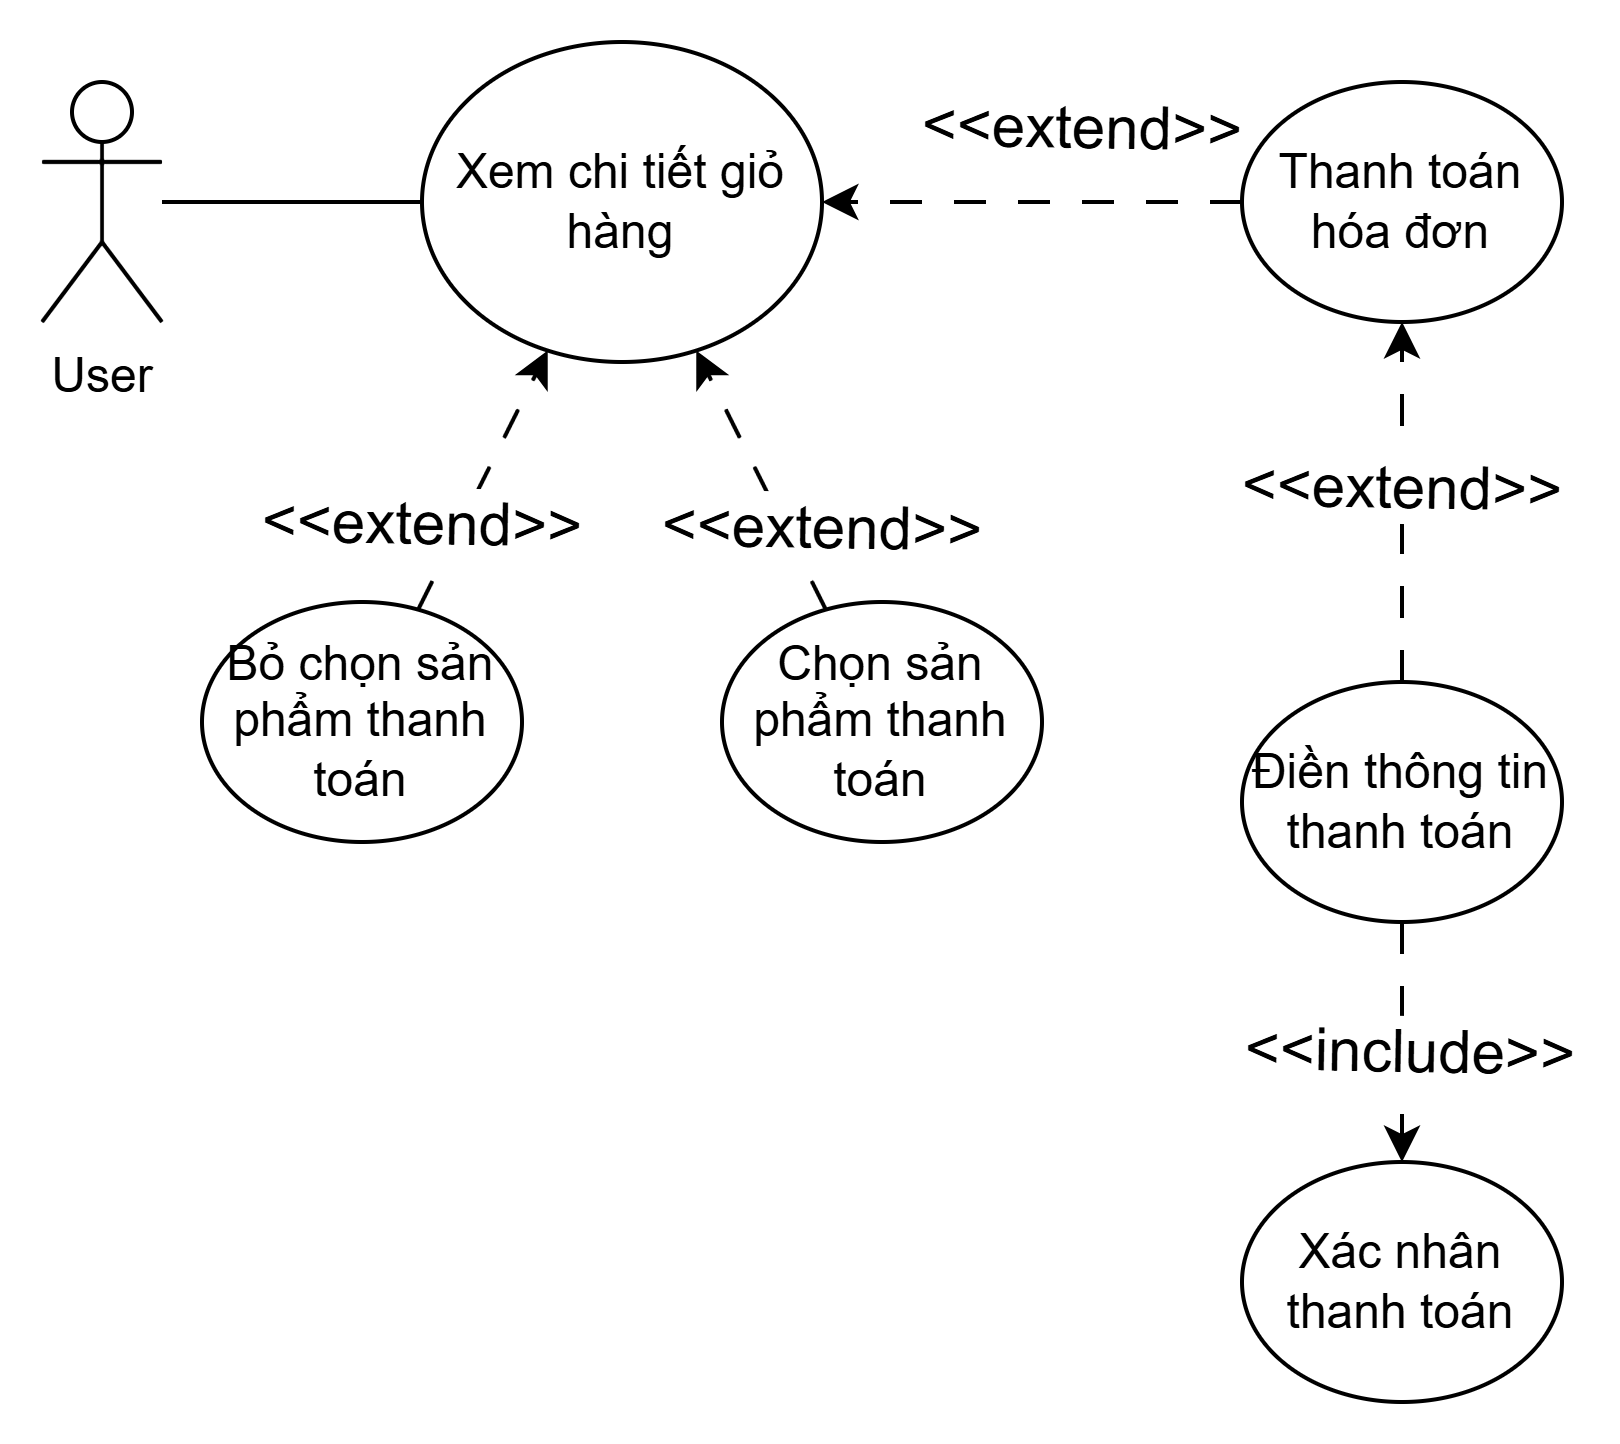 Xem chi tiết giỏ
hàng
<<extend>>
Thanh toán
hóa đơn
User
<<extend>>
<<extend>>
<<extend>>
Bỏ chọn sản
phẩm thanh
toán
Chọn sản
phẩm thanh
toán
Điền thông tin
thanh toán
<<include>>
Xác nhân
thanh toán